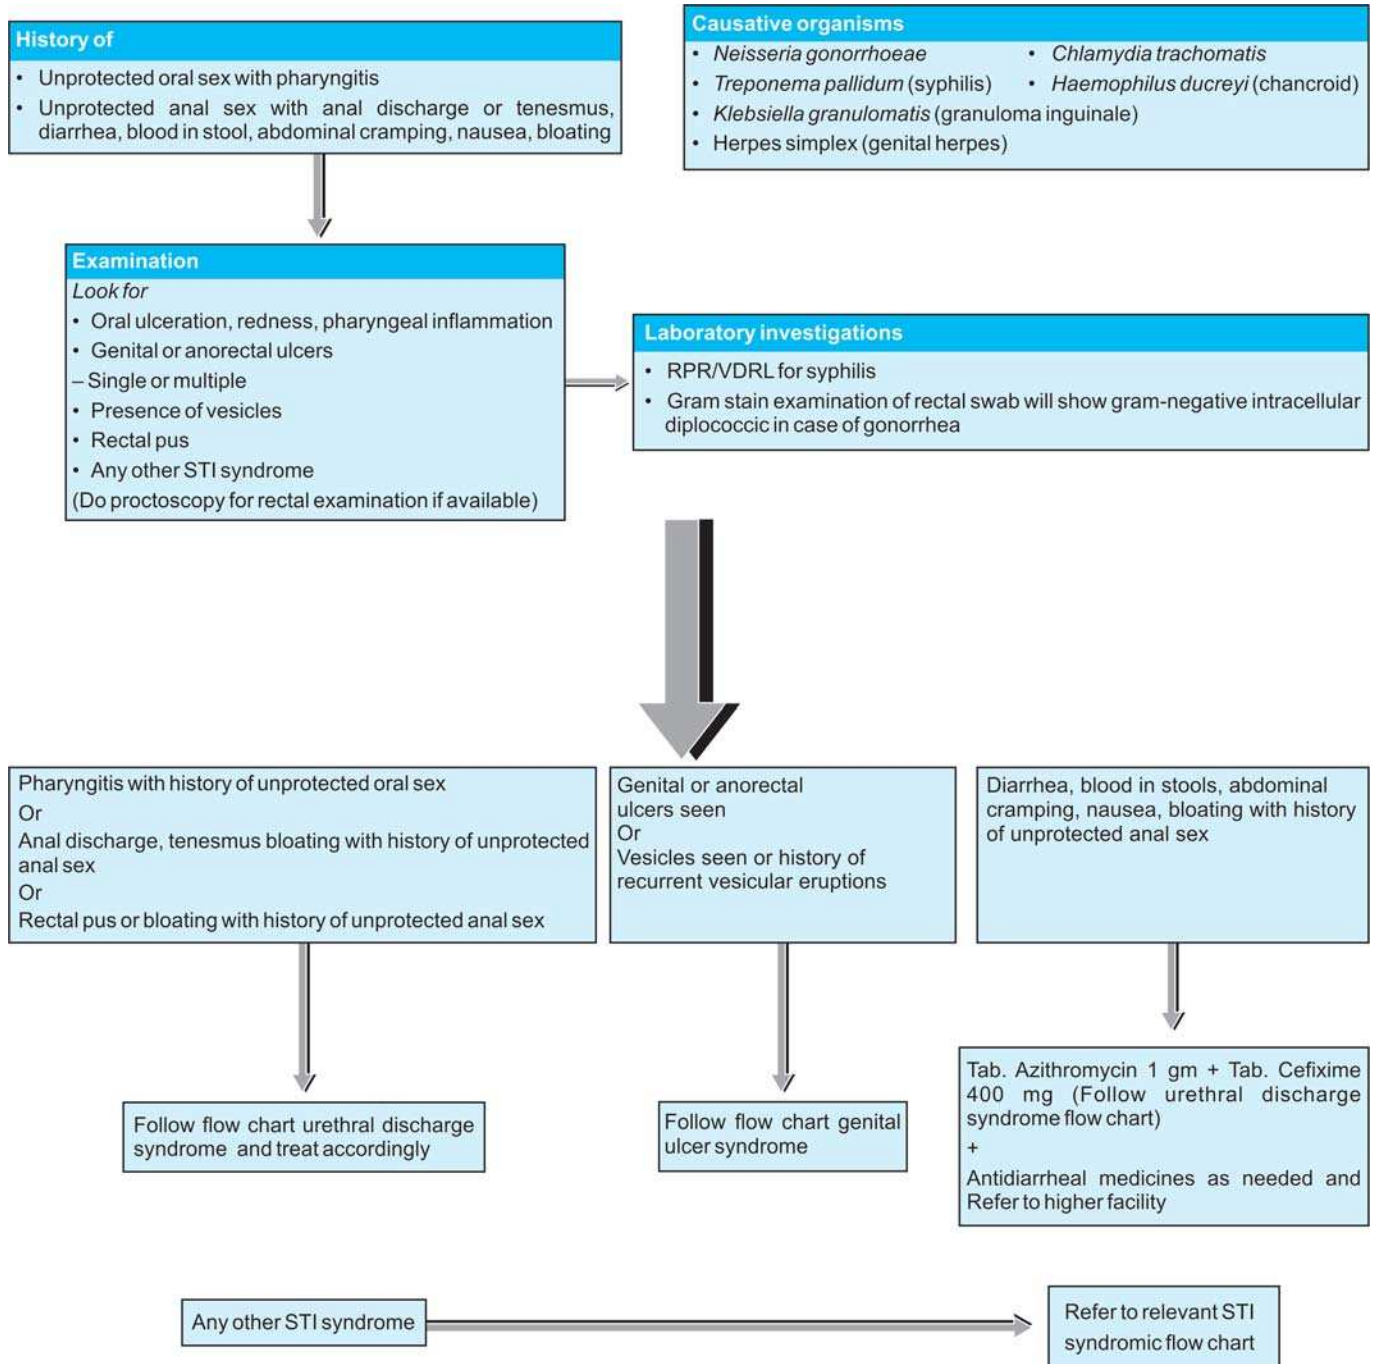 History of
• Unprotected oral sex with pharyngitis
• Unprotected anal sex with anal discharge or tenesmus,
diarrhea, blood in stool, abdominal cramping, nausea, bloating
Causative organisms
• Neisseria gonorrhoeae • Chlamydia trachomatis
• Treponema pallidum (syphilis) • Haemophilus ducreyi (chancroid)
• Klebsiella granulomatis (granuloma inguinale)
• Herpes simplex (genital herpes)
Examination
Look for
• Oral ulceration, redness, pharyngeal inflammation
• Genital or anorectal ulcers
– Single or multiple
• Presence of vesicles
• Rectal pus
• Any other STI syndrome
(Do proctoscopy for rectal examination if available)
Laboratory investigations
• RPR/VDRL for syphilis
• Gram stain examination of rectal swab will show gram-negative intracellular
diplococcic in case of gonorrhea
Pharyngitis with history of unprotected oral sex
Or
Anal discharge, tenesmus bloating with history of unprotected
anal sex
Or
Rectal pus or bloating with history of unprotected anal sex
Genital or anorectal
ulcers seen
Or
Vesicles seen or history of
recurrent vesicular eruptions
Diarrhea, blood in stools, abdominal
cramping, nausea, bloating with history
of unprotected anal sex
Follow flow chart urethral discharge
syndrome and treat accordingly
Follow flow chart genital
ulcer syndrome
Tab. Azithromycin 1 gm + Tab. Cefixime
400 mg (Follow urethral discharge
syndrome flow chart)
+
Antidiarrheal medicines as needed and
Refer to higher facility
Any other STI syndrome
Refer to relevant STI
syndromic flow chart